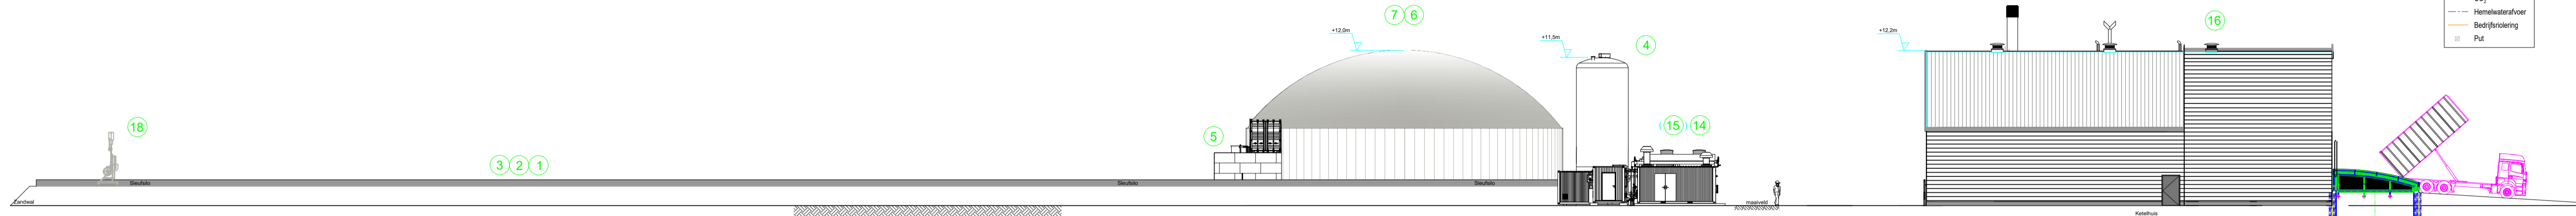 CO2
Hemelwaterafvoer
Bedrijfsriolering
Put
7 6
16
+12,0m
+11,5m
+12,2m
4
18
5
15 14
3 2 1
Sleufsilo
Sleufsilo
Sleufsilo
Zandwal
maaiveld
Ketelhuis